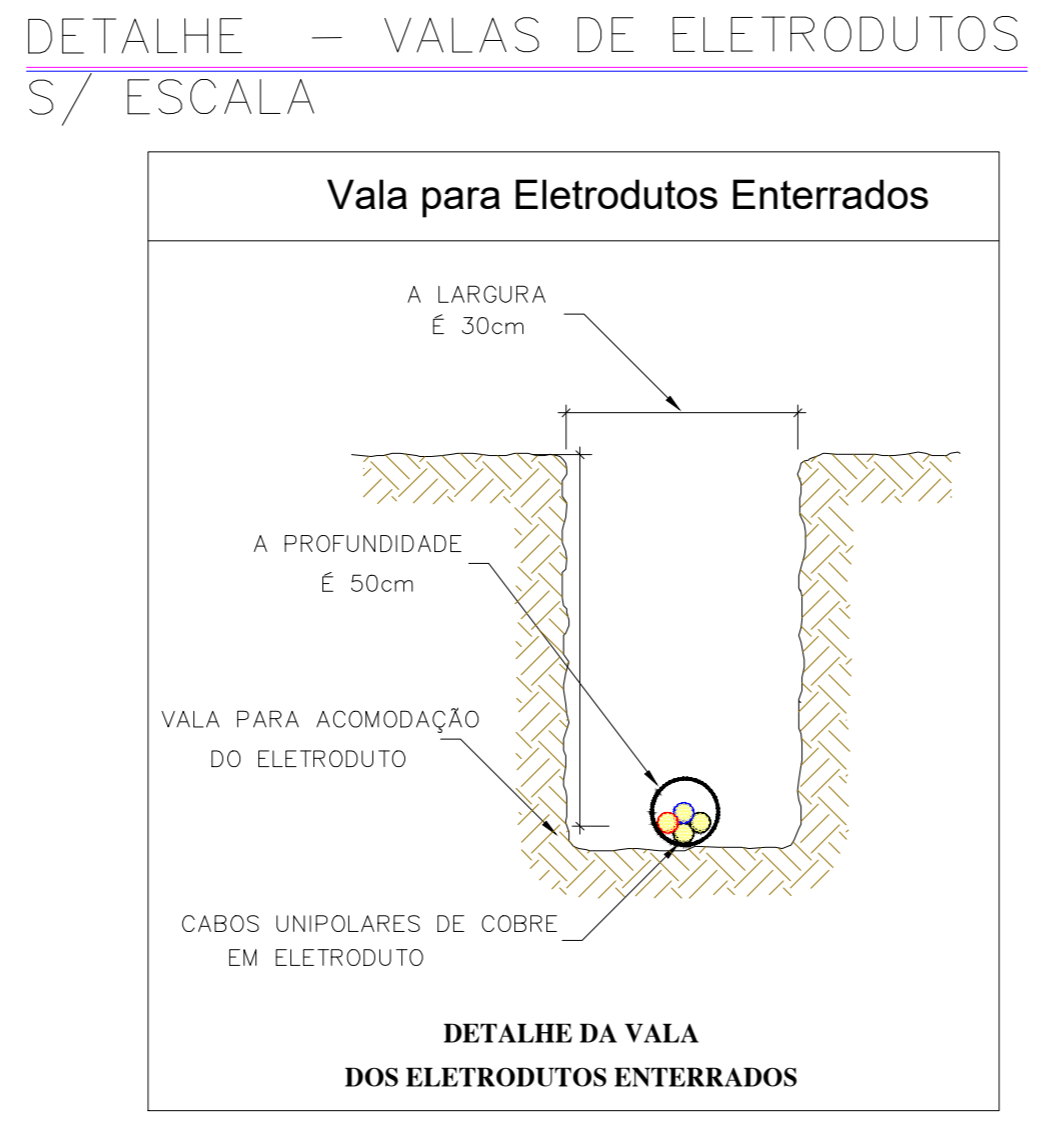 DETALHE — VALAS DE ELETRODUTOS
S/ ESCALA
Vala para Eletrodutos Enterrados
A LARGURA
É 30cm
A PROFUNDIDADE
É 50cm
VALA PARA ACOMODAÇÃO
DO ELETRODUTO
CABOS UNIPOLARES DE COBRE
EM ELETRODUTO
DETALHE DA VALA
DOS ELETRODUTOS ENTERRADOS